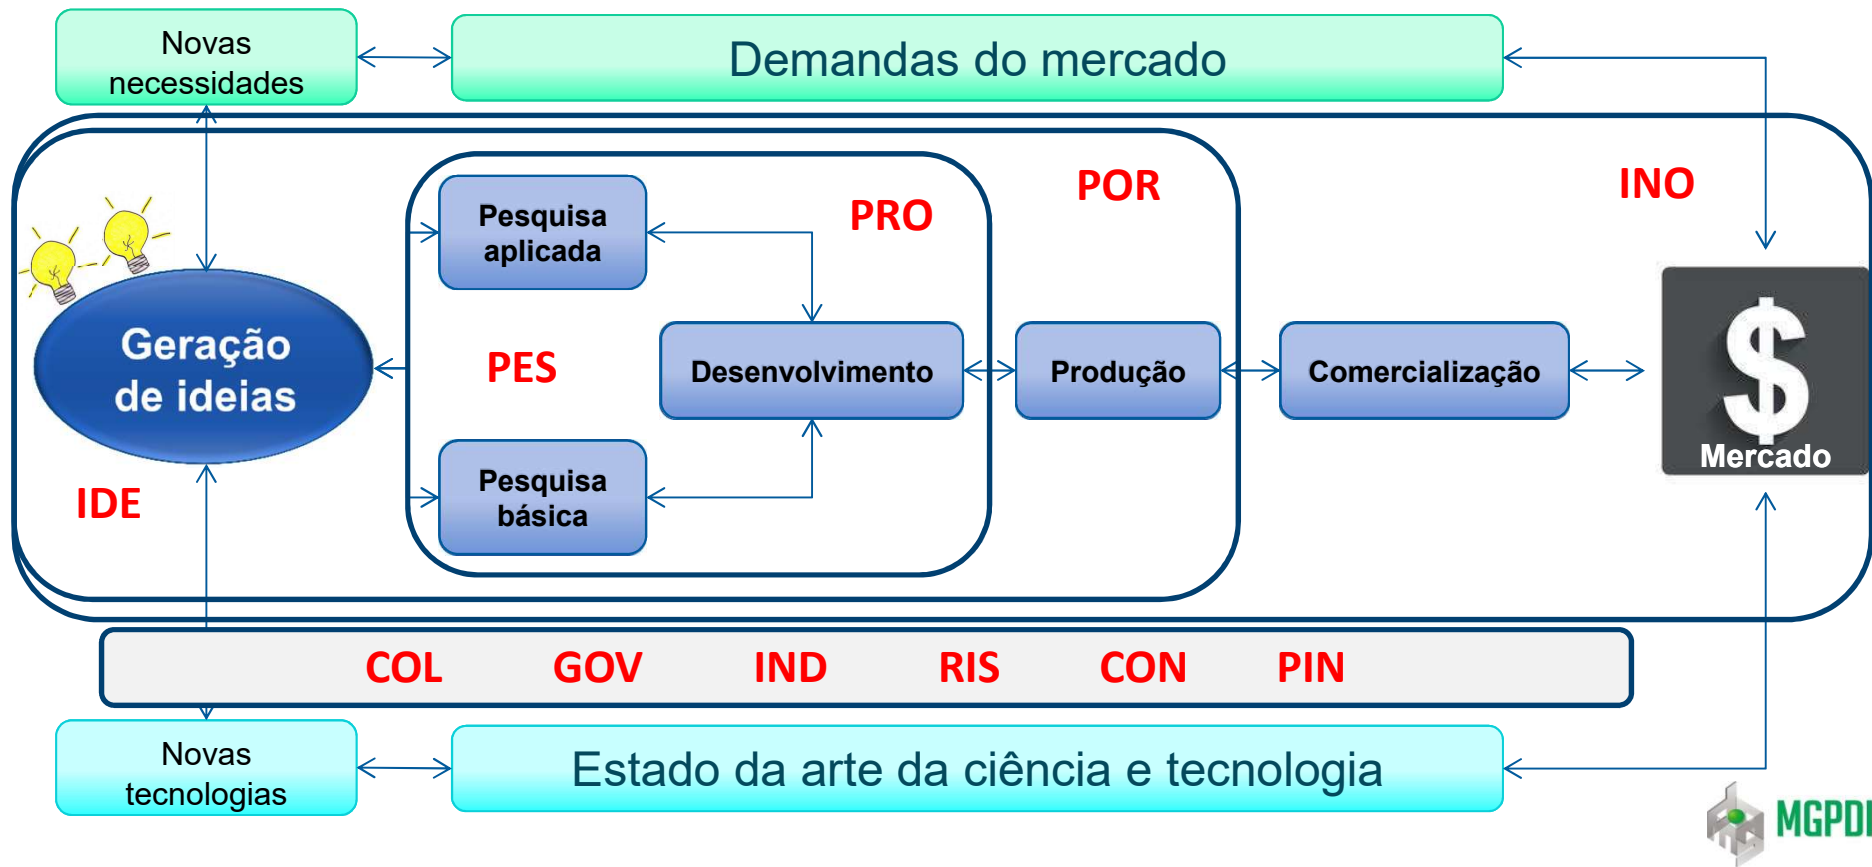 Novas
necessidades
Demandas do mercado
INO
POR
PRO
Pesquisa
aplicada
Geração
de ideias
PES
Desenvolvimento
Produção
Comercialização
$
Mercado
Pesquisa
básica
IDE
COL GOV IND RIS CON PIN
Novas
tecnologias
Estado da arte da ciência e tecnologia
MGPDI